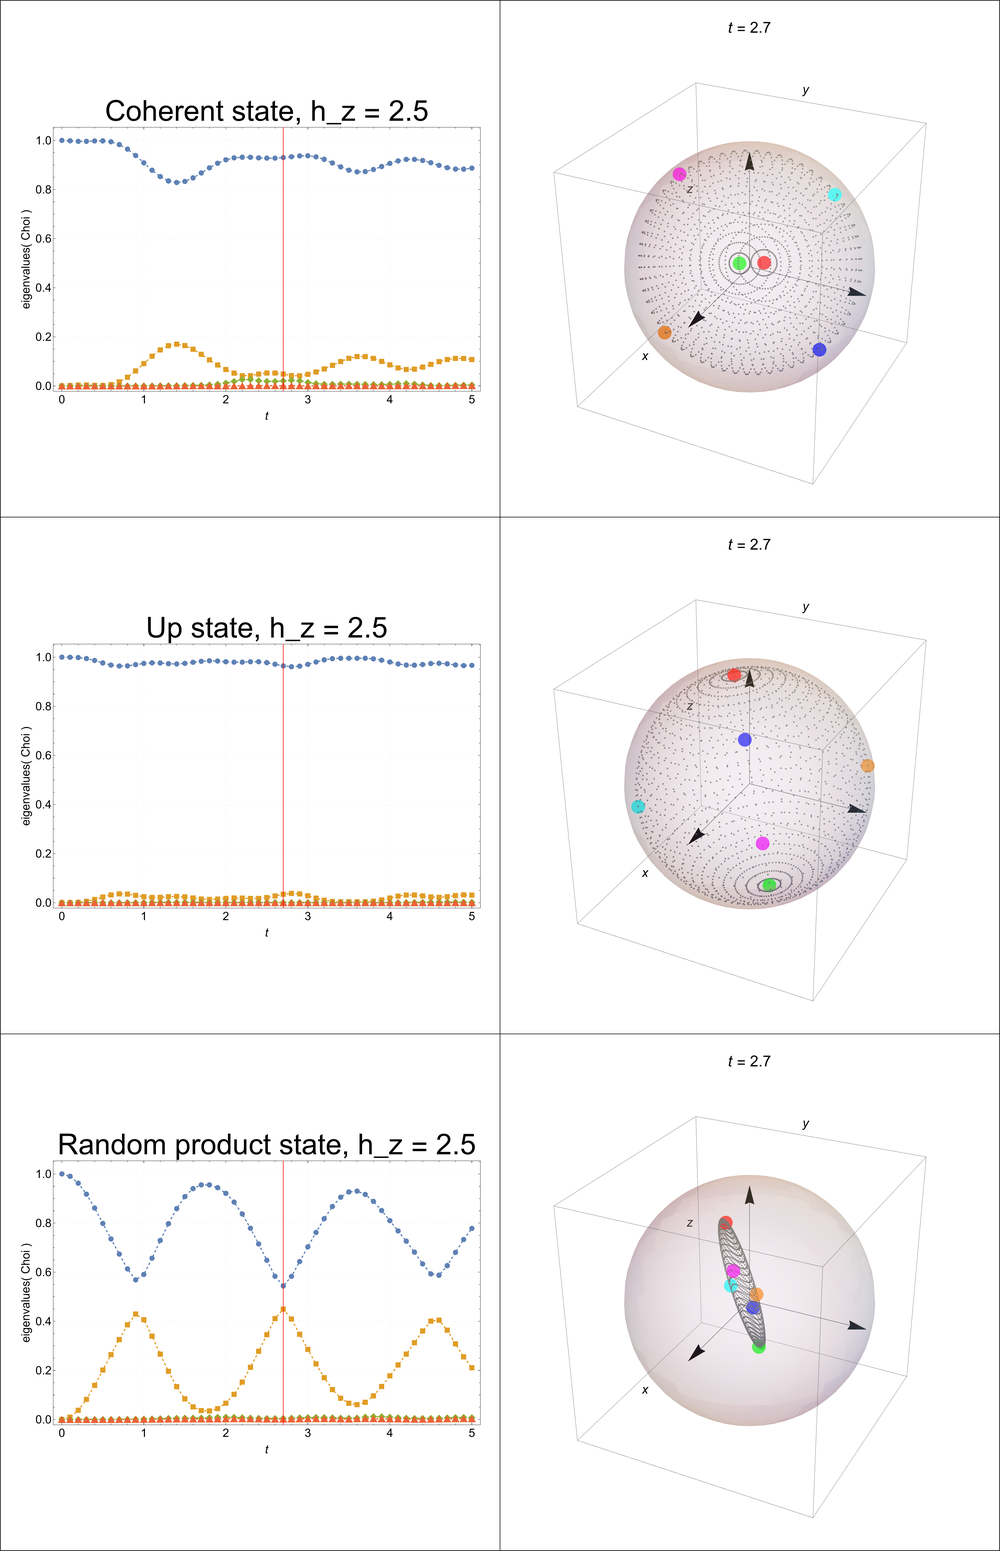 Coherent state, h_z = 2.5
eigenvalues( Choi )
1.0
0.8
0.6
0.4
0.2
0.0
0 1 2 3 4 5
t
t = 2.7
y
z
x
Up state, h_z = 2.5
eigenvalues( Choi )
1.0
0.8
0.6
0.4
0.2
0.0
0 1 2 3 4 5
t
t = 2.7
y
z
x
Random product state, h_z = 2.5
eigenvalues( Choi )
1.0
0.8
0.6
0.4
0.2
0.0
0 1 2 3 4 5
t
t = 2.7
y
z
x